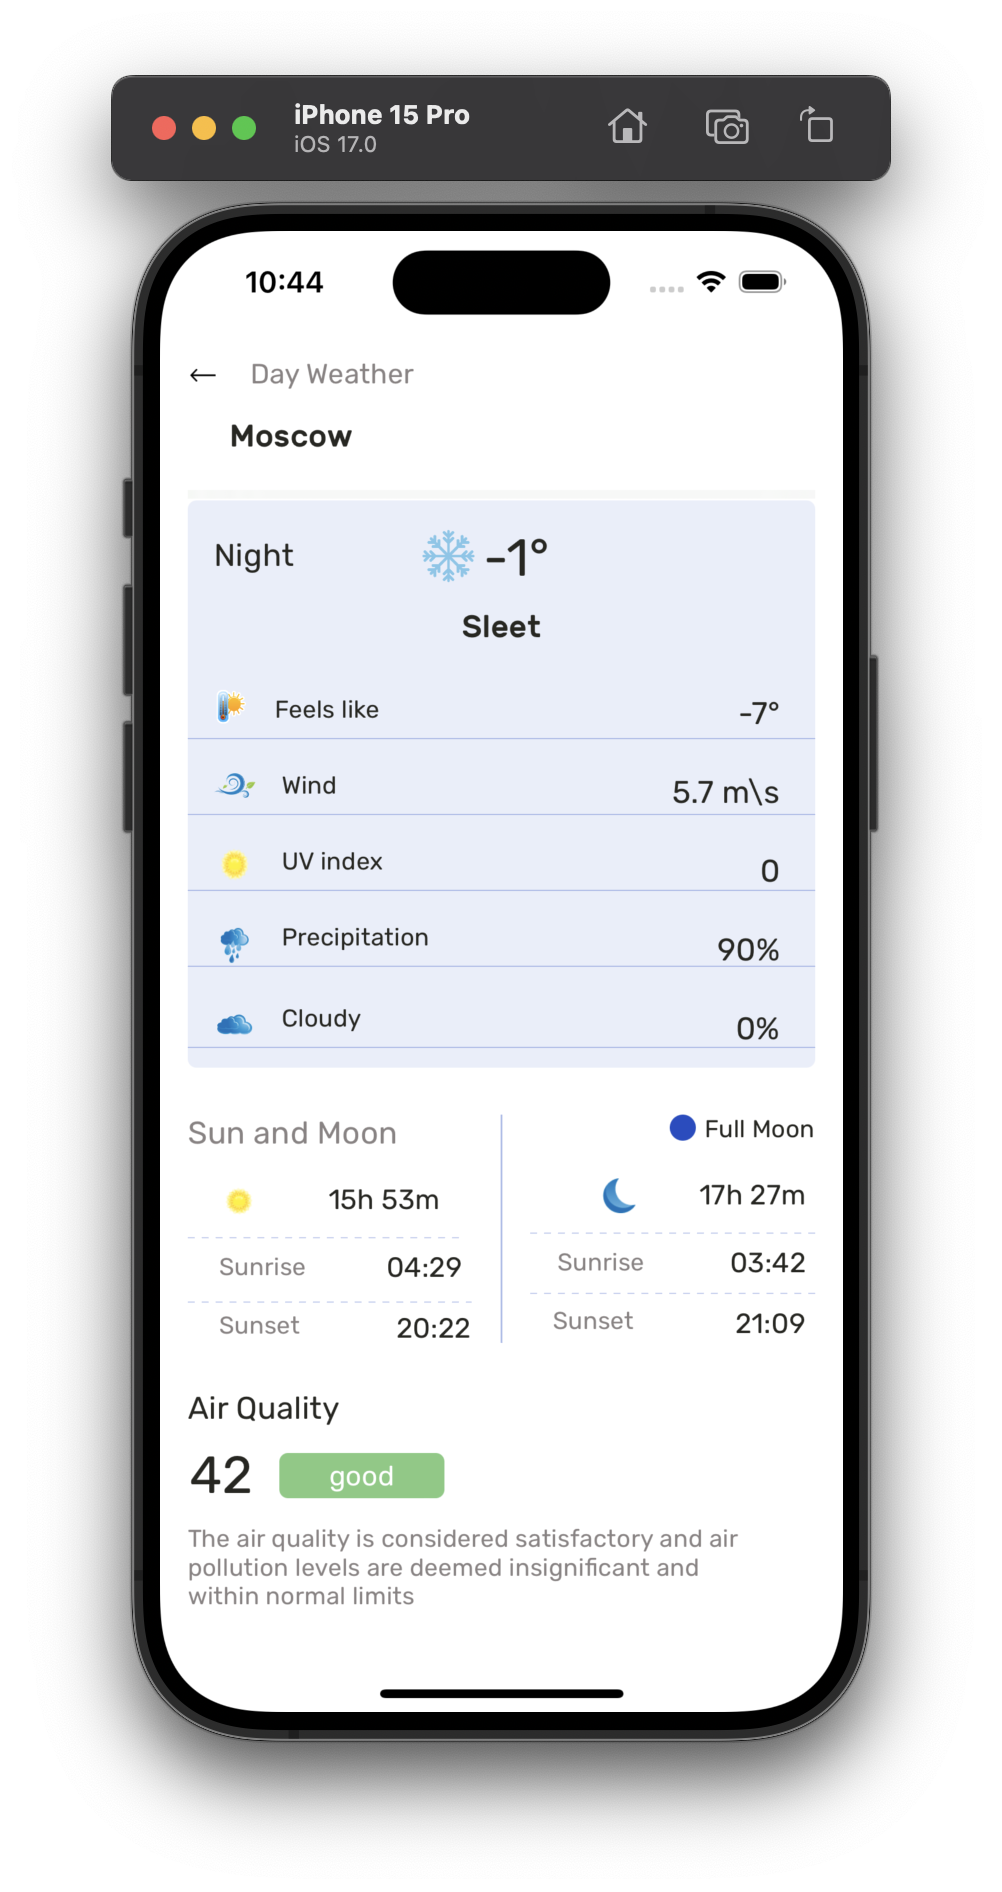 iPhone 15 Pro
iOS 17.0
10:44
Day Weather
Moscow
Night
-1°
Sleet
Feels like -7°
Wind 5.7 m\s
UV index 0
Precipitation 90%
Cloudy 0%
Sun and Moon
15h 53m
Sunrise 04:29
Sunset 20:22
Full Moon
17h 27m
Sunrise 03:42
Sunset 21:09
Air Quality
42 good
The air quality is considered satisfactory and air
pollution levels are deemed insignificant and
within normal limits